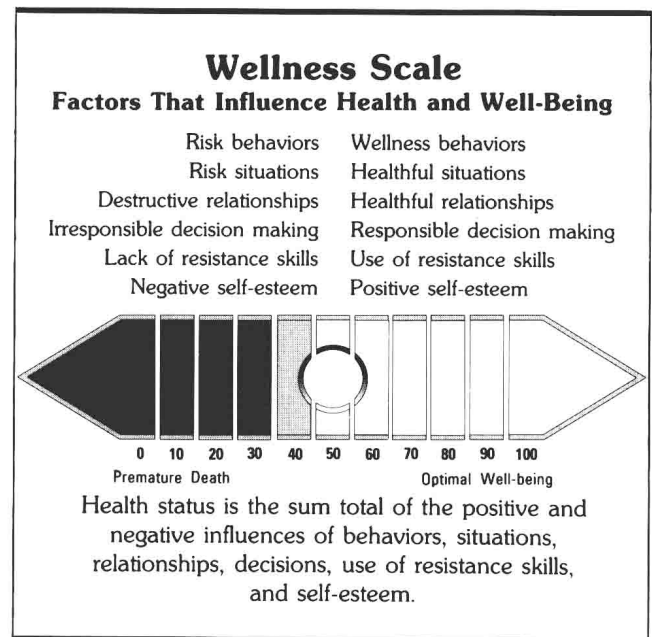 Wellness Scale
Factors That Influence Health and Well-Being
Risk behaviors Wellness behaviors
Risk situations Healthful situations
Destructive relationships Healthful relationships
Irresponsible decision making Responsible decision making
Lack of resistance skills Use of resistance skills
Negative self-esteem Positive self-esteem
0 10 20 30 40 50 60 70 80 90 100
Premature Death Optimal Well-being
Health status is the sum total of the positive and
negative influences of behaviors, situations,
relationships, decisions, use of resistance skills,
and self-esteem.